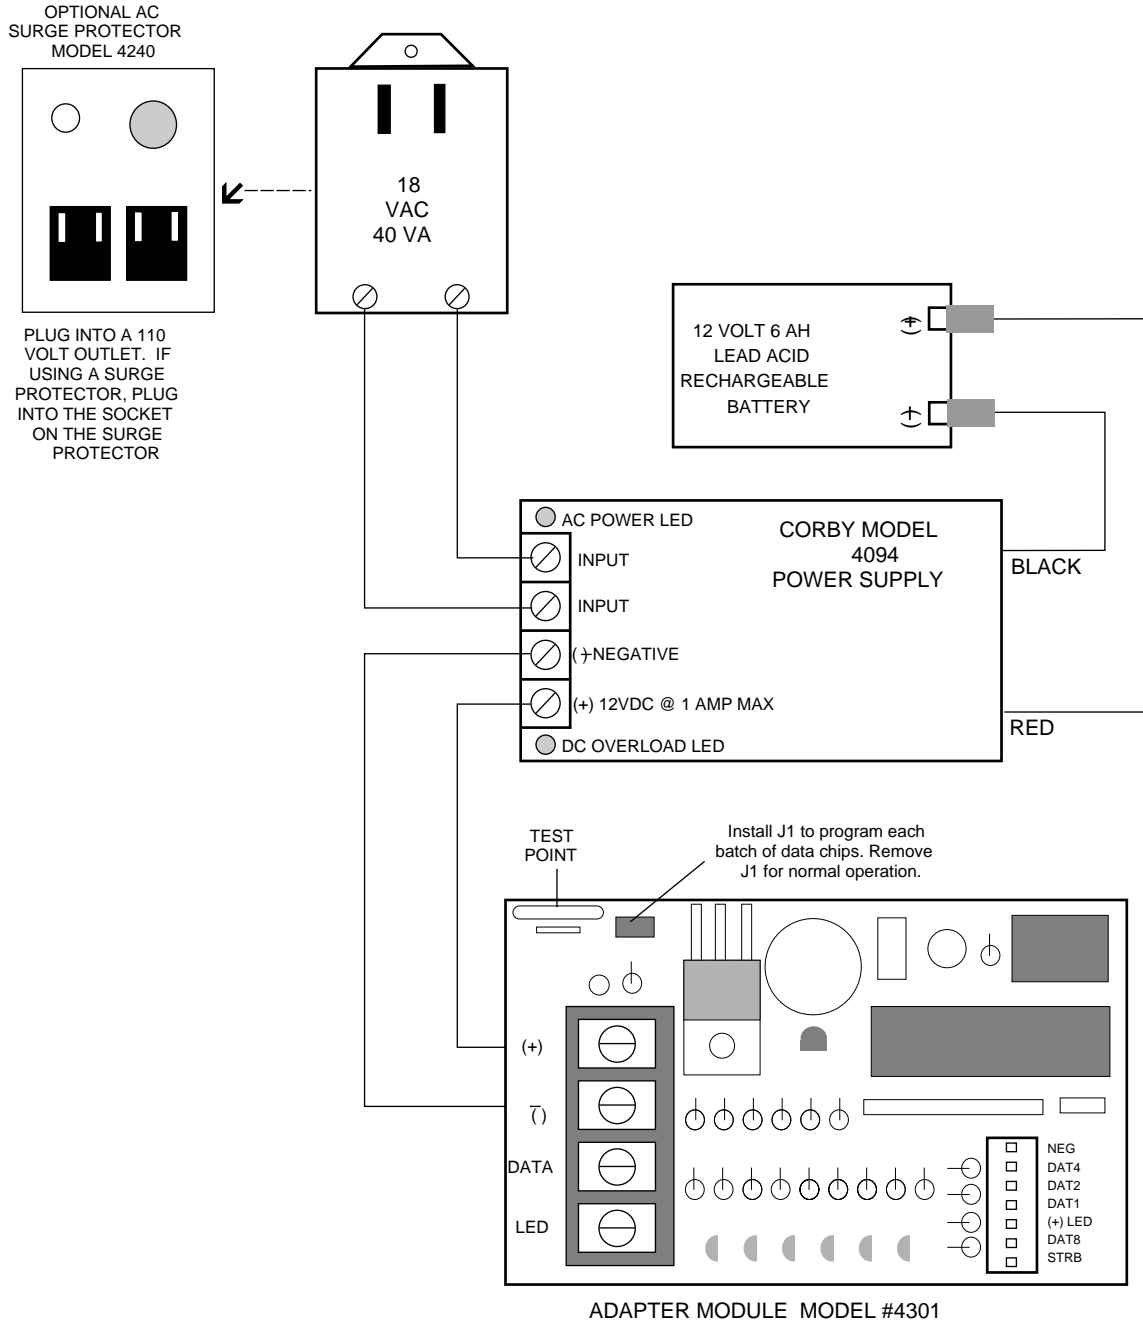 OPTIONAL AC
SURGE PROTECTOR
MODEL 4240
18
VAC
40 VA
PLUG INTO A 110
VOLT OUTLET. IF
USING A SURGE
PROTECTOR, PLUG
INTO THE SOCKET
ON THE SURGE
PROTECTOR
12 VOLT 6 AH
LEAD ACID
RECHARGEABLE
BATTERY
(+)
(-)
AC POWER LED
INPUT
INPUT
(-) NEGATIVE
(+) 12VDC @ 1 AMP MAX
DC OVERLOAD LED
CORBY MODEL
4094
POWER SUPPLY
BLACK
RED
TEST
POINT
Install J1 to program each
batch of data chips. Remove
J1 for normal operation.
(+)
(-)
DATA
LED
NEG
DAT4
DAT2
DAT1
(+) LED
DAT8
STRB
ADAPTER MODULE MODEL #4301